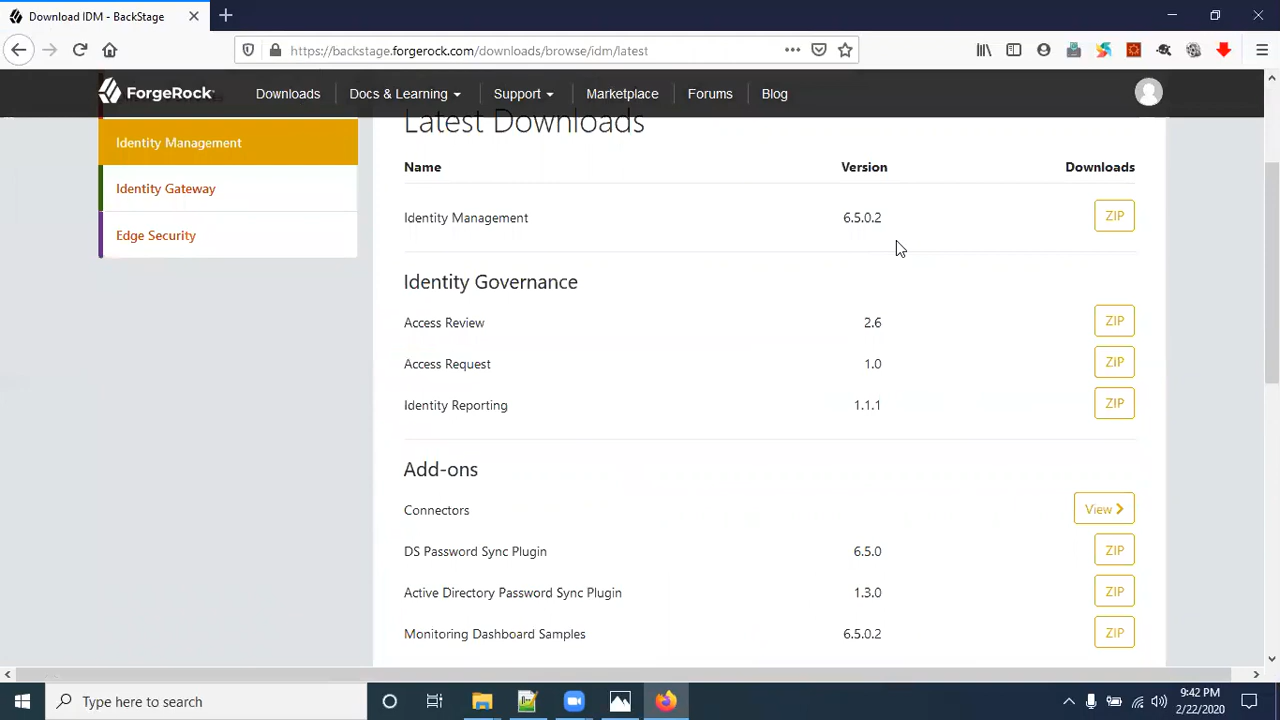 Download IDM - BackStage
https://backstage.forgerock.com/downloads/browse/idm/latest
ForgeRock Downloads Docs & Learning Support Marketplace Forums Blog
Identity Management
Identity Gateway
Edge Security
Latest Downloads
Name Version Downloads
Identity Management 6.5.0.2 ZIP
Identity Governance
Access Review 2.6 ZIP
Access Request 1.0 ZIP
Identity Reporting 1.1.1 ZIP
Add-ons
Connectors View
DS Password Sync Plugin 6.5.0 ZIP
Active Directory Password Sync Plugin 1.3.0 ZIP
Monitoring Dashboard Samples 6.5.0.2 ZIP
Type here to search
9:42 PM
2/22/2020